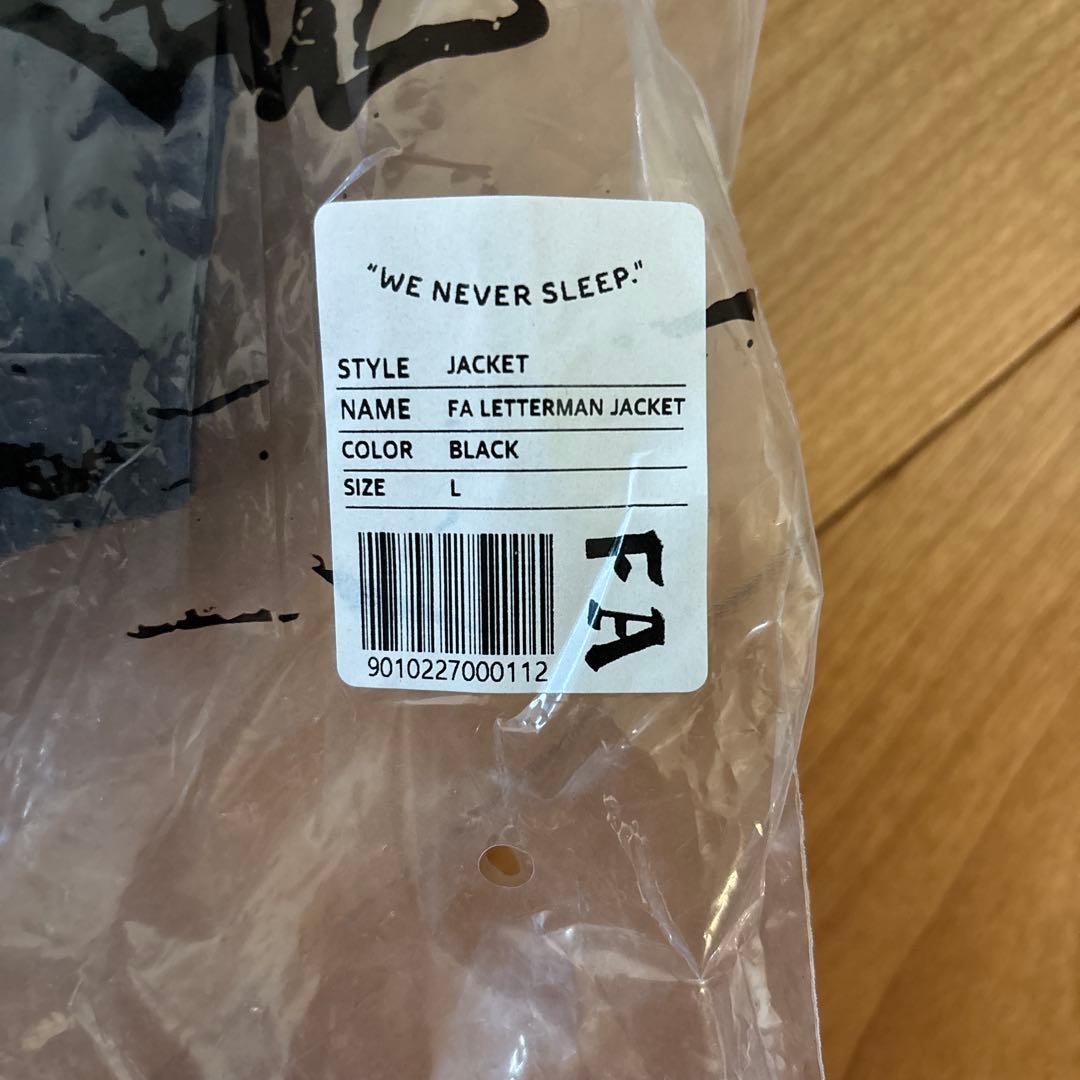 "WE NEVER SLEEP."
STYLE JACKET
NAME FA LETTERMAN JACKET
COLOR BLACK
SIZE L
FA
9010227000112